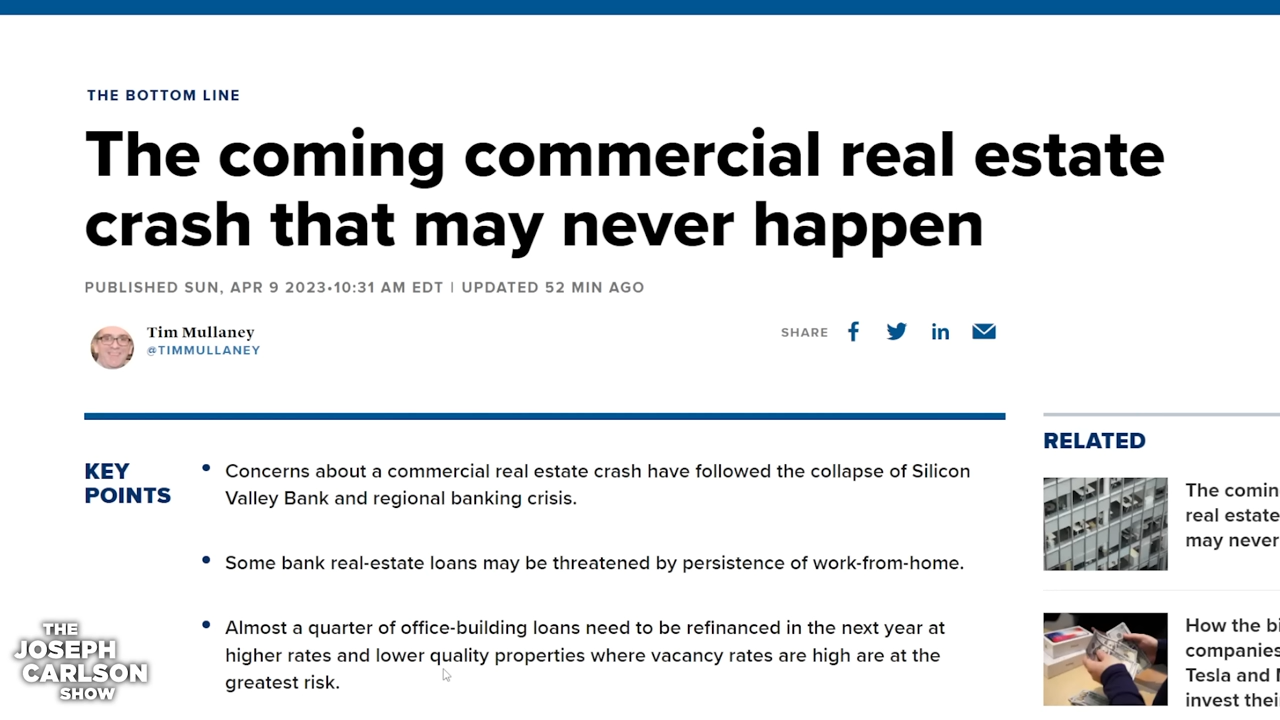 THE BOTTOM LINE
The coming commercial real estate
crash that may never happen
PUBLISHED SUN, APR 9 2023•10:31 AM EDT | UPDATED 52 MIN AGO
Tim Mullaney
@TIMMULLANEY
SHARE
KEY
POINTS
• Concerns about a commercial real estate crash have followed the collapse of Silicon
Valley Bank and regional banking crisis.
• Some bank real-estate loans may be threatened by persistence of work-from-home.
• Almost a quarter of office-building loans need to be refinanced in the next year at
higher rates and lower quality properties where vacancy rates are high are at the
greatest risk.
RELATED
The comin
real estate
may never
How the bi
companies
Tesla and
invest thei
THE
JOSEPH
CARLSON
SHOW